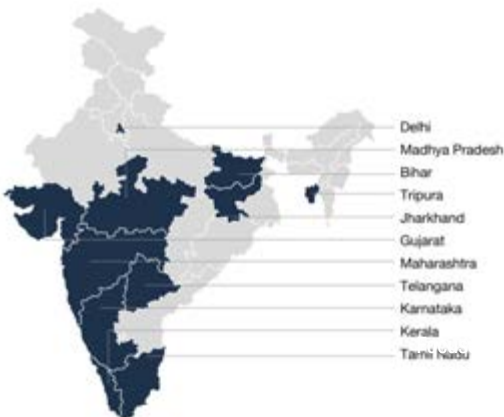 Delhi
Madhya Pradesh
Bihar
Tripura
Jharkhand
Gujarat
Maharashtra
Telangana
Karnataka
Kerala
Tamil Nadu